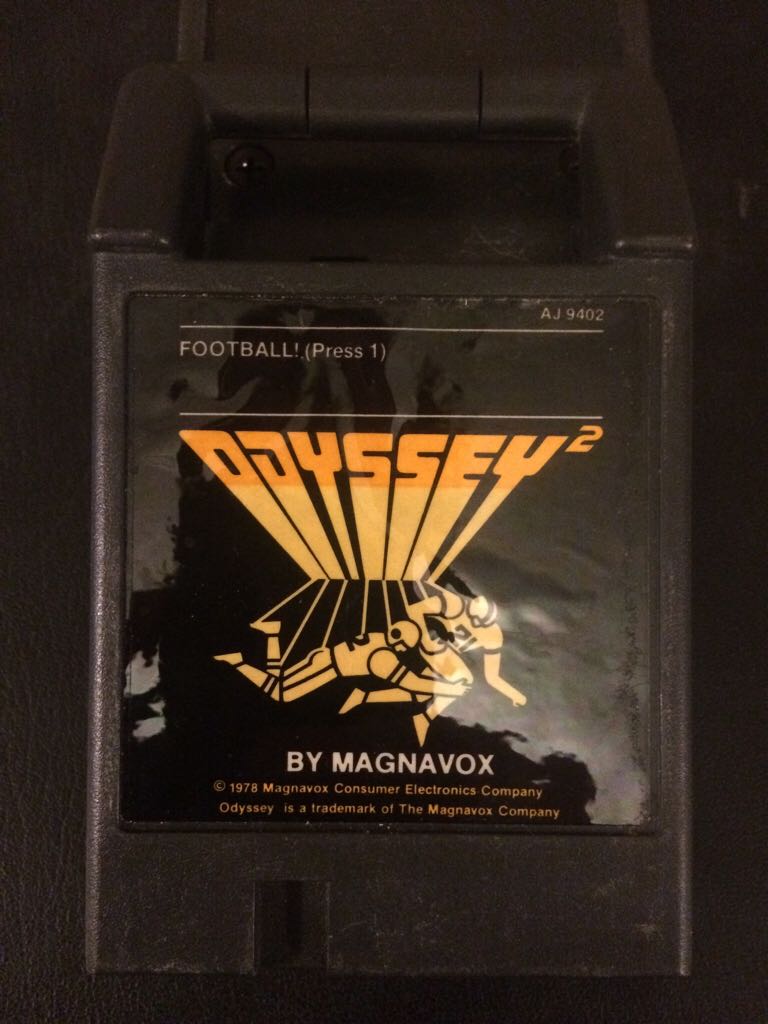 AJ 9402
FOOTBALL! (Press 1)
ODYSSEY²
BY MAGNAVOX
© 1978 Magnavox Consumer Electronics Company
Odyssey is a trademark of The Magnavox Company